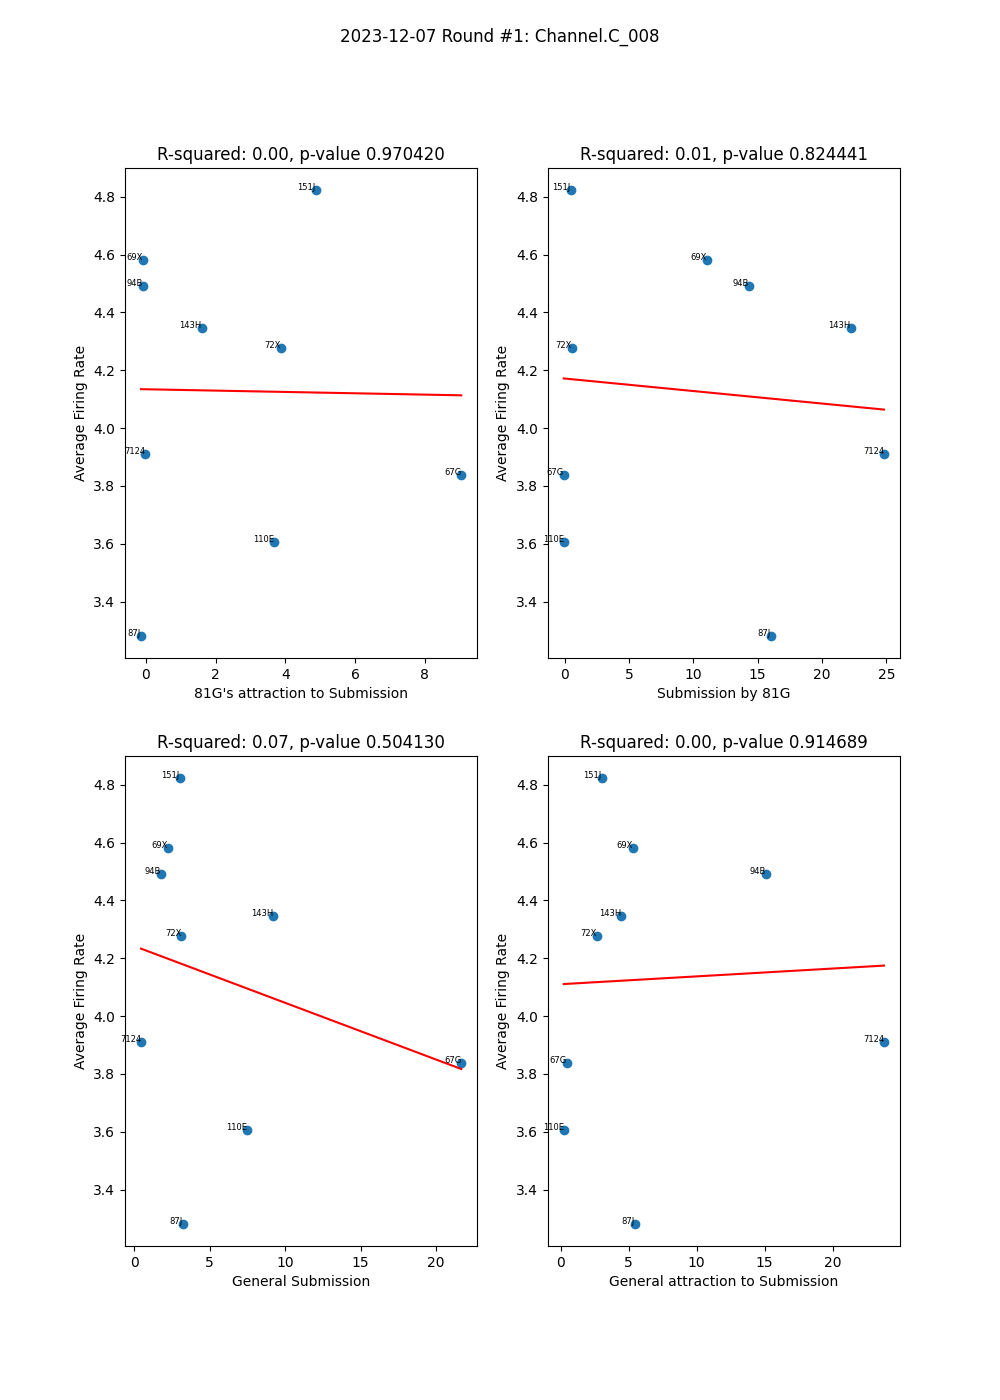 2023-12-07 Round #1: Channel.C_008
R-squared: 0.00, p-value 0.970420
Average Firing Rate
4.8
4.6
4.4
4.2
4.0
3.8
3.6
3.4
151J
69X
94B
143H
72X
7124
67G
110E
87J
0 2 4 6 8
81G's attraction to Submission
R-squared: 0.01, p-value 0.824441
Average Firing Rate
4.8
4.6
4.4
4.2
4.0
3.8
3.6
3.4
151J
69X
94B
143H
72X
7124
67G
110E
87J
0 5 10 15 20 25
Submission by 81G
R-squared: 0.07, p-value 0.504130
Average Firing Rate
4.8
4.6
4.4
4.2
4.0
3.8
3.6
3.4
151J
69X
94B
143H
72X
7124
67G
110E
87J
0 5 10 15 20
General Submission
R-squared: 0.00, p-value 0.914689
Average Firing Rate
4.8
4.6
4.4
4.2
4.0
3.8
3.6
3.4
151J
69X
94B
143H
72X
7124
67G
110E
87J
0 5 10 15 20
General attraction to Submission